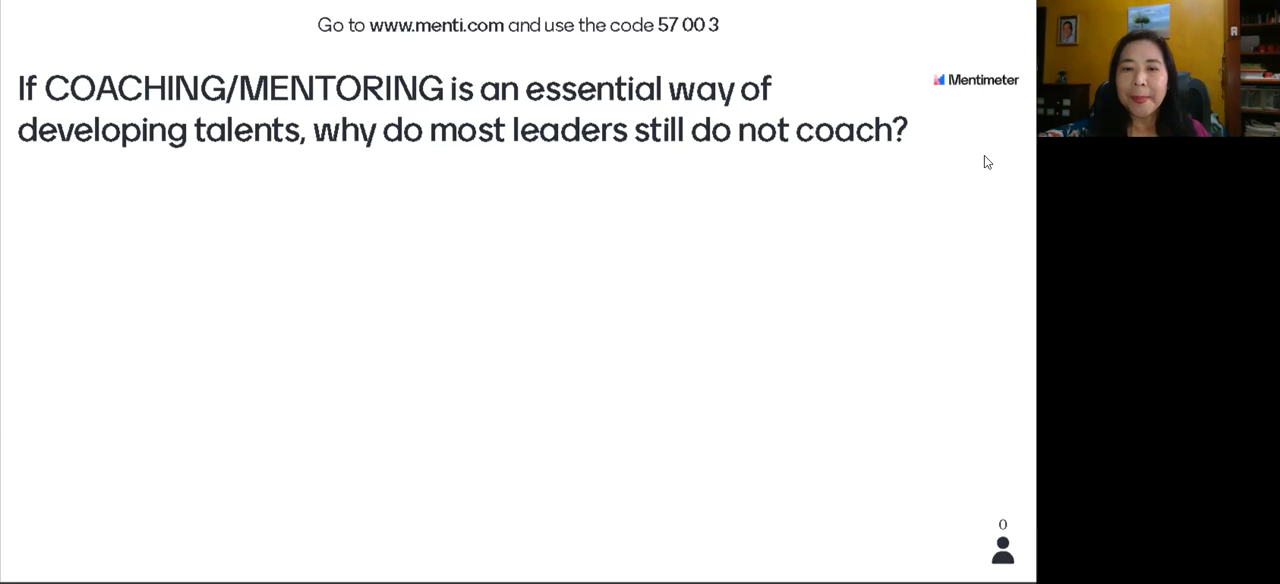 Go to www.menti.com and use the code 57 00 3
If COACHING/MENTORING is an essential way of
developing talents, why do most leaders still do not coach?
Mentimeter
0